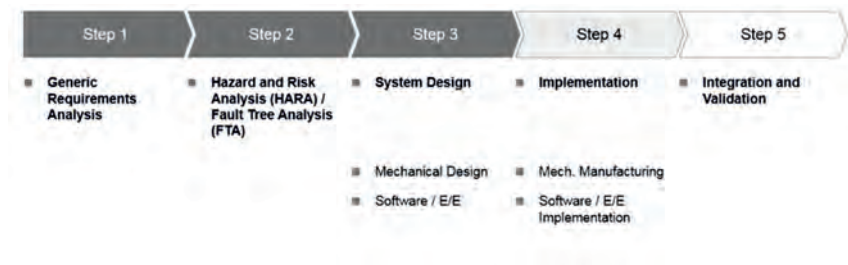 Step 1
Step 2
Step 3
Step 4
Step 5
Generic
Requirements
Analysis
Hazard and Risk
Analysis (HARA) /
Fault Tree Analysis
(FTA)
System Design
Implementation
Integration and
Validation
Mechanical Design
Software / E/E
Mech. Manufacturing
Software / E/E
Implementation